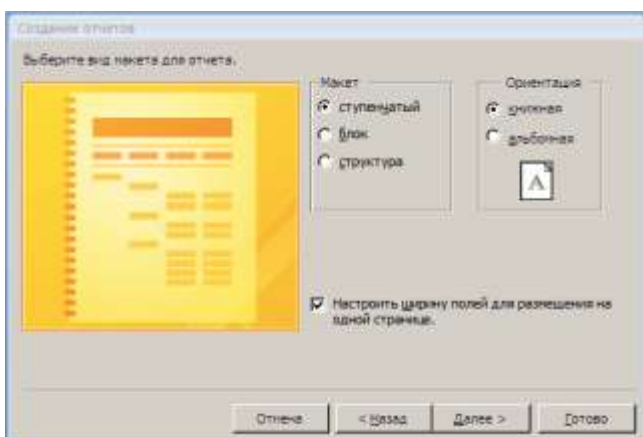 Создание отчетов
Выберите вид макета для отчета.
Макет
ступенчатый
блок
структура
Ориентация
книжная
альбомная
A
Настроить ширину полей для размещения на
одной странице.
Отмена
< Назад
Далее >
Готово